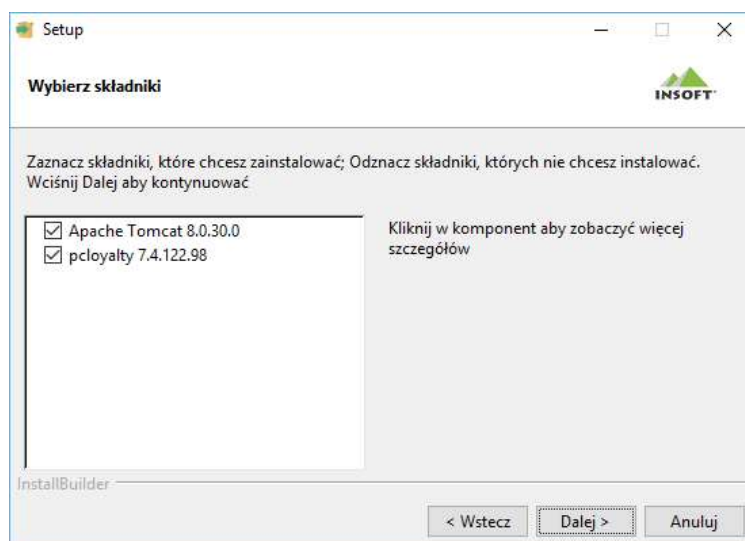 Setup
Wybierz składniki
INSOFT
Zaznacz składniki, które chcesz zainstalować; Odznacz składniki, których nie chcesz instalować.
Wciśnij Dalej aby kontynuować
Apache Tomcat 8.0.30.0
pcloyalty 7.4.122.98
Kliknij w komponent aby zobaczyć więcej
szczegółów
InstallBuilder
< Wstecz
Dalej >
Anuluj